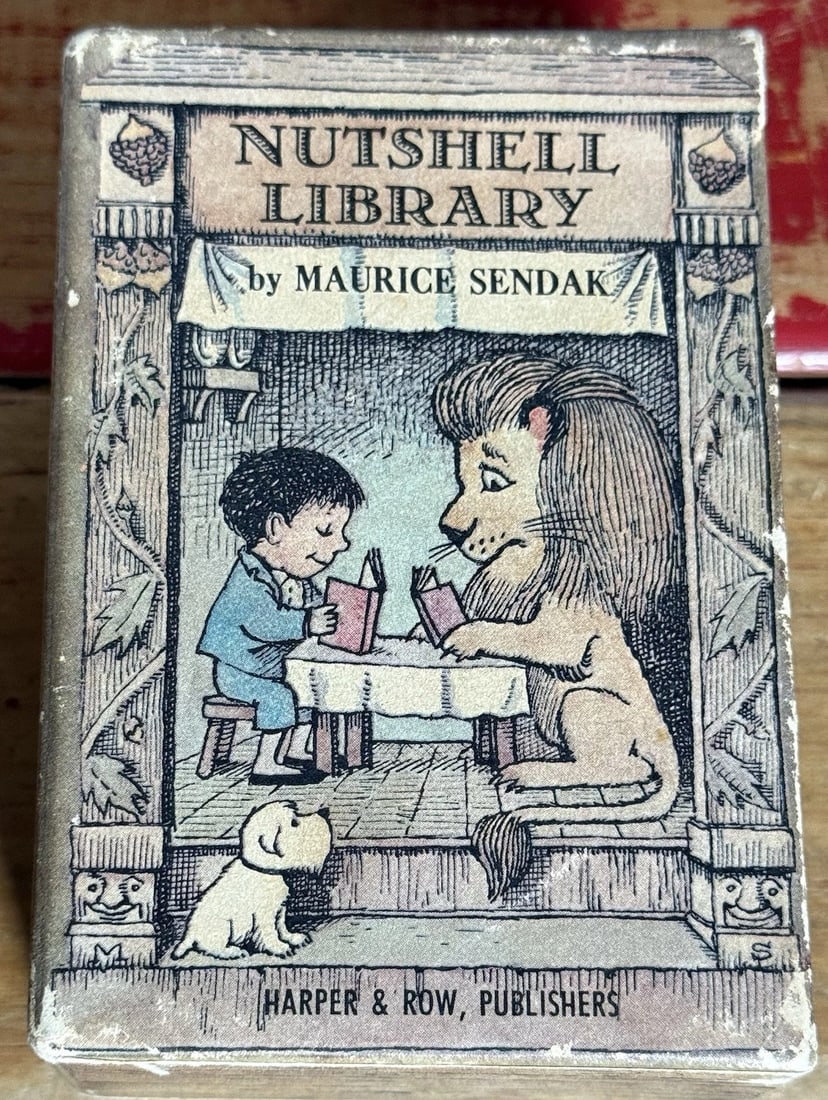 NUTSHELL
LIBRARY
by MAURICE SENDAK
M S
HARPER & ROW, PUBLISHERS